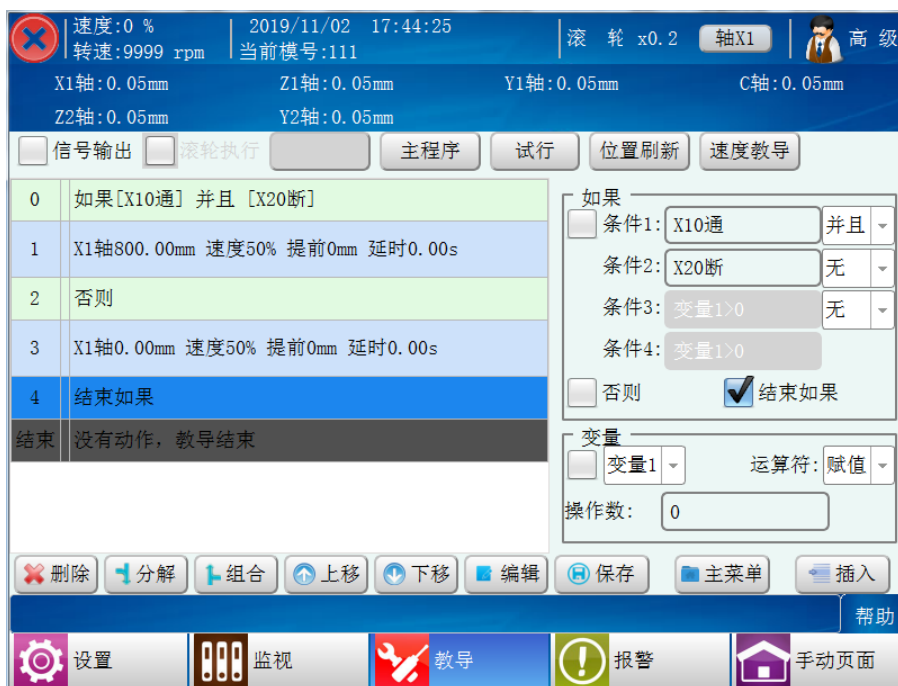 速度:0 % 2019/11/02 17:44:25 滚 轮 x0.2 轴X1 高 级
转速:9999 rpm 当前模号:111
X1轴:0.05mm Z1轴:0.05mm Y1轴:0.05mm C轴:0.05mm
Z2轴:0.05mm Y2轴:0.05mm
信号输出 滚轮执行 主程序 试行 位置刷新 速度教导
0 如果[X10通] 并且 [X20断]
1 X1轴800.00mm 速度50% 提前0mm 延时0.00s
2 否则
3 X1轴0.00mm 速度50% 提前0mm 延时0.00s
4 结束如果
结束 没有动作，教导结束
如果
条件1: X10通 并且
条件2: X20断 无
条件3: 变量1>0 无
条件4: 变量1>0
否则 结束如果
变量
变量1 运算符: 赋值
操作数: 0
删除 分解 组合 上移 下移 编辑 保存 主菜单 插入
帮助
设置 监视 教导 报警 手动页面